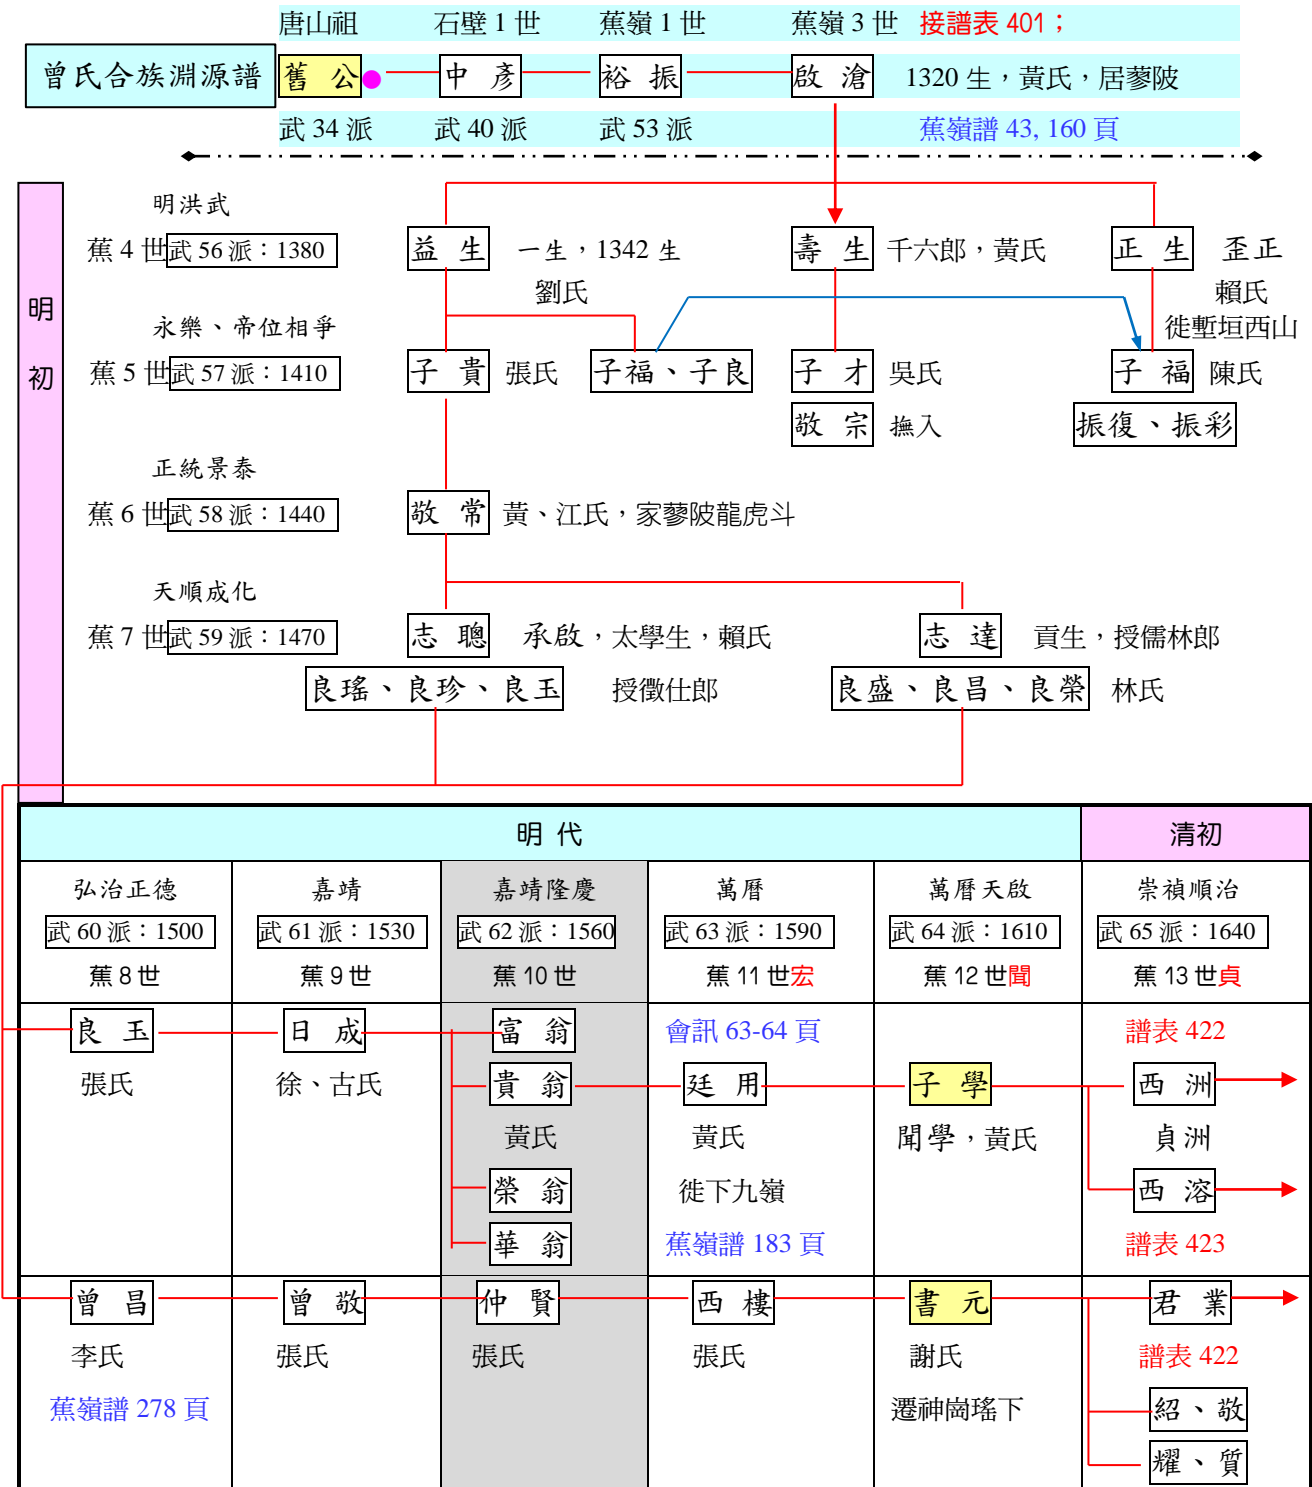 唐山祖 石壁 1 世 蕉嶺 1 世 蕉嶺 3 世 接譜表 401；
曾氏合族淵源譜 舊 公 中 彥 裕 振 啟 滄 1320 生，黃氏，居蓼陂
武 34 派 武 40 派 武 53 派 蕉嶺譜 43, 160 頁
明初
明洪武
蕉 4 世 武 56 派：1380 益 生 一生，1342 生 壽 生 千六郎，黃氏 正 生 歪正
劉氏 賴氏
永樂、帝位相爭 徙塹垣西山
蕉 5 世 武 57 派：1410 子 貴 張氏 子福、子良 子 才 吳氏 子 福 陳氏
敬 宗 撫入 振復、振彩
正統景泰
蕉 6 世 武 58 派：1440 敬 常 黃、江氏，家蓼陂龍虎斗
天順成化
蕉 7 世 武 59 派：1470 志 聰 承啟，太學生，賴氏 志 達 貢生，授儒林郎
良瑤、良珍、良玉 授徵仕郎 良盛、良昌、良榮 林氏
明 代 清初
弘治正德 嘉靖 嘉靖隆慶 萬曆 萬曆天啟 崇禎順治
武 60 派：1500 武 61 派：1530 武 62 派：1560 武 63 派：1590 武 64 派：1610 武 65 派：1640
蕉 8 世 蕉 9 世 蕉 10 世 蕉 11 世宏 蕉 12 世聞 蕉 13 世貞
良 玉 日 成 富 翁 會訊 63-64 頁 譜表 422
張氏 徐、古氏 貴 翁 廷 用 子 學 西 洲
黃氏 黃氏 聞學，黃氏 貞洲
榮 翁 徙下九嶺 西 溶
華 翁 蕉嶺譜 183 頁 譜表 423
曾 昌 曾 敬 仲 賢 西 樓 書 元 君 業
李氏 張氏 張氏 張氏 謝氏 譜表 422
蕉嶺譜 278 頁 遷神崗瑤下 紹、敬
耀、質